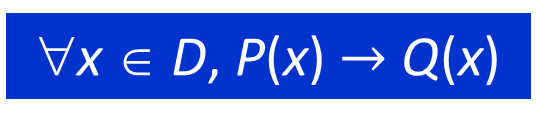 ∀x ∈ D, P(x) → Q(x)